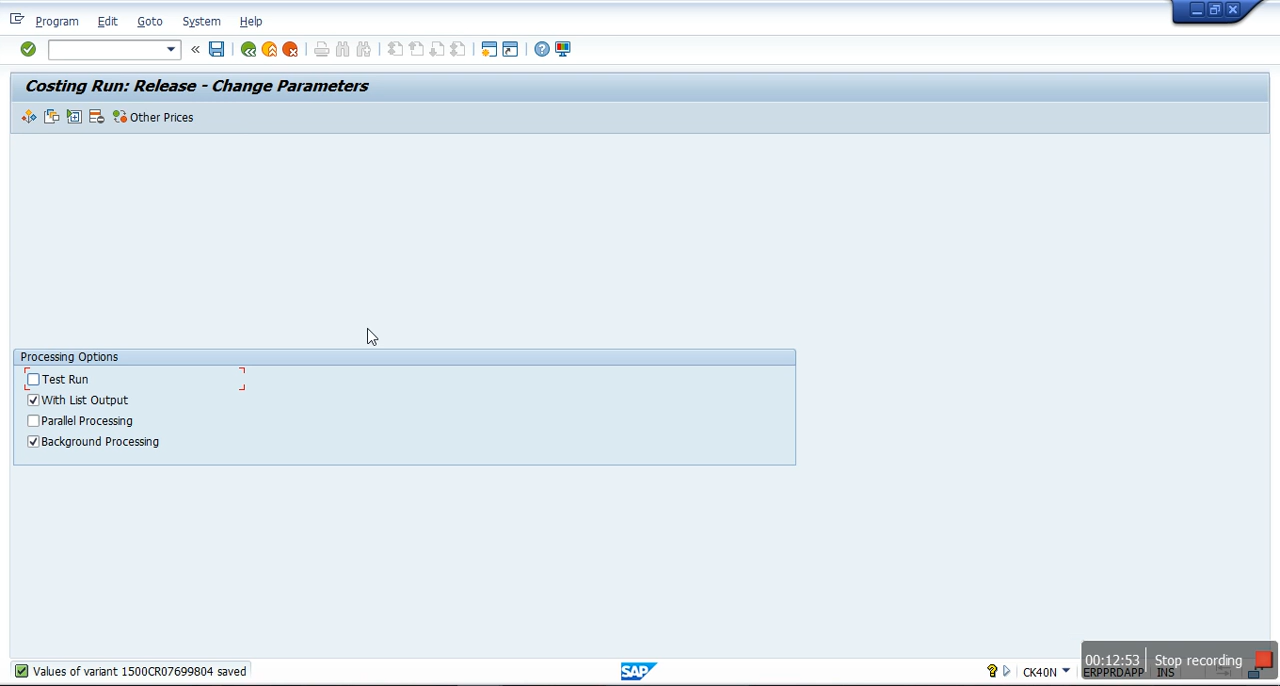 Program Edit Goto System Help
Costing Run: Release - Change Parameters
Other Prices
Processing Options
Test Run
With List Output
Parallel Processing
Background Processing
Values of variant 1500CR07699804 saved
SAP
CK40N
ERPPRDAPP
INS
00:12:53 Stop recording